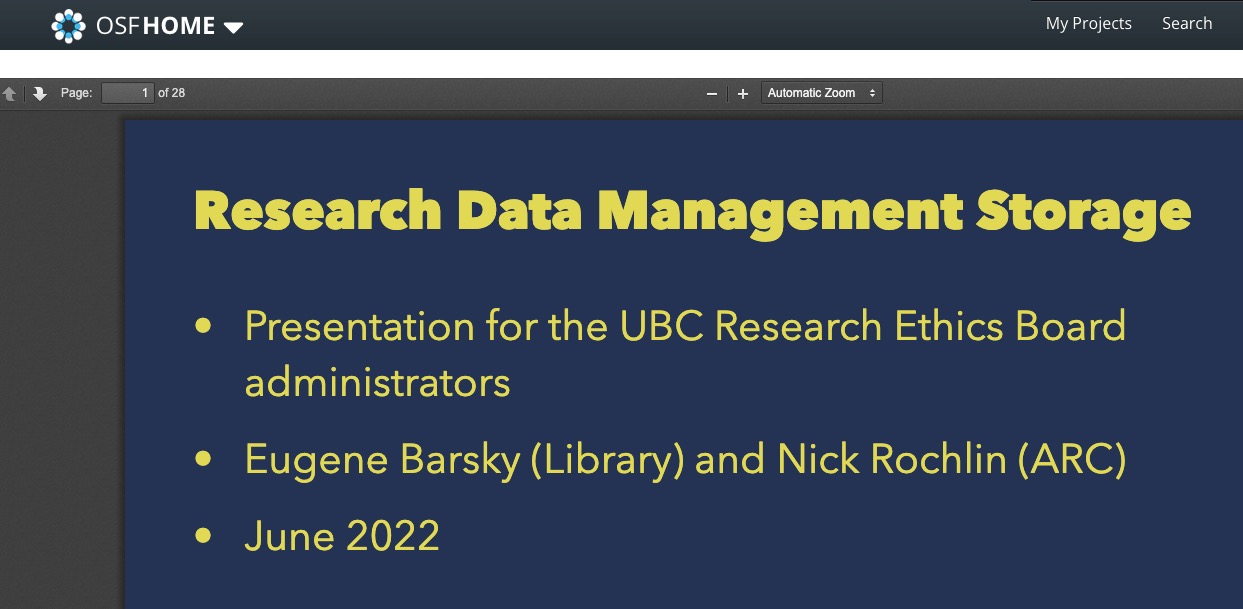 OSFHOME
My Projects Search
Page: 1 of 28
Automatic Zoom
Research Data Management Storage
• Presentation for the UBC Research Ethics Board
administrators
• Eugene Barsky (Library) and Nick Rochlin (ARC)
• June 2022